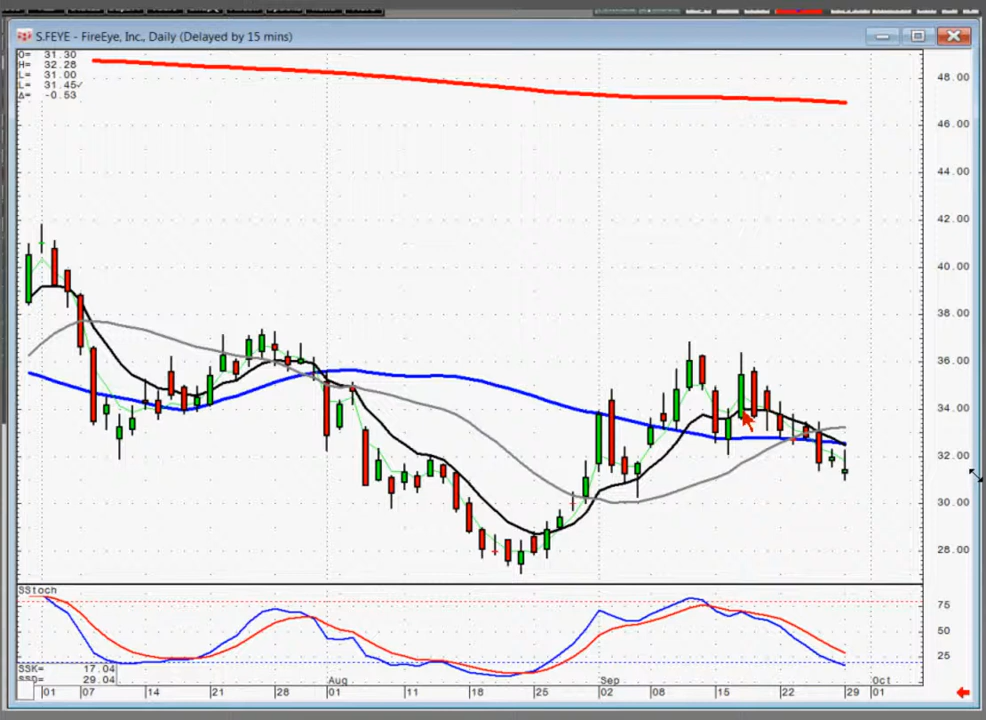 S.FEYE - FireEye, Inc., Daily (Delayed by 15 mins)
O= 31.30
H= 32.28
L= 31.00
L= 31.45✓
Δ= -0.53
48.00
46.00
44.00
42.00
40.00
38.00
36.00
34.00
32.00
30.00
28.00
SStoch
75
50
25
SSK= 17.04
SSD= 29.04
01 07 14 21 28 Aug 01 11 18 25 Sep 02 08 15 22 29 Oct 01